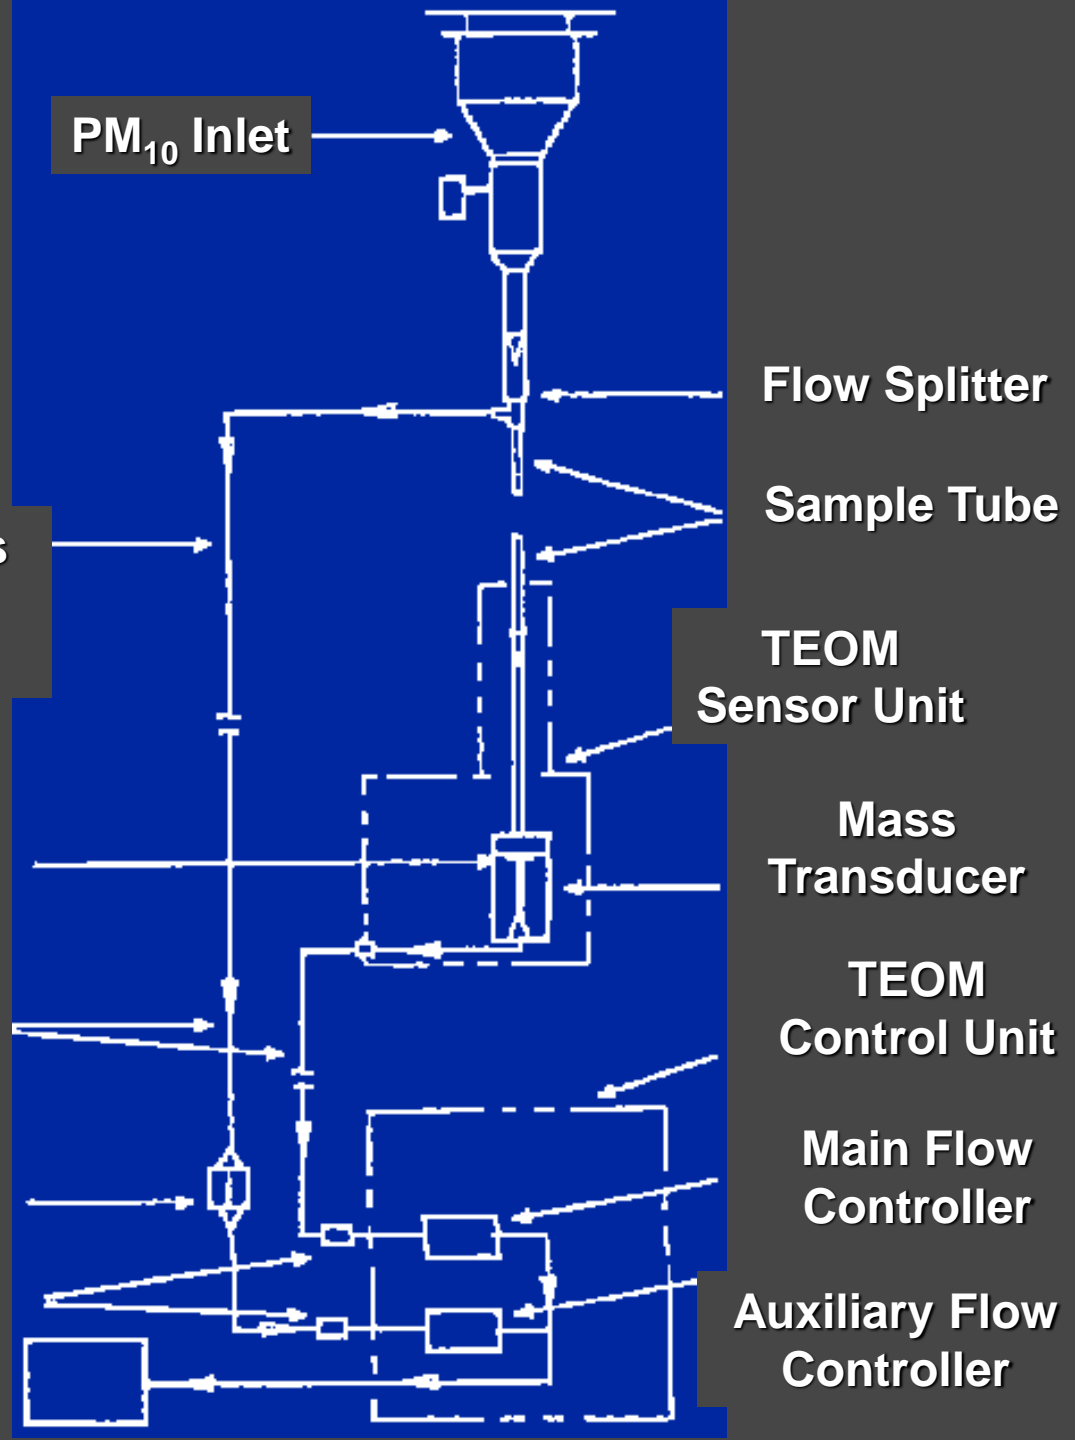 PM₁₀ Inlet
Flow Splitter
Sample Tube
s
TEOM
Sensor Unit
Mass
Transducer
TEOM
Control Unit
Main Flow
Controller
Auxiliary Flow
Controller